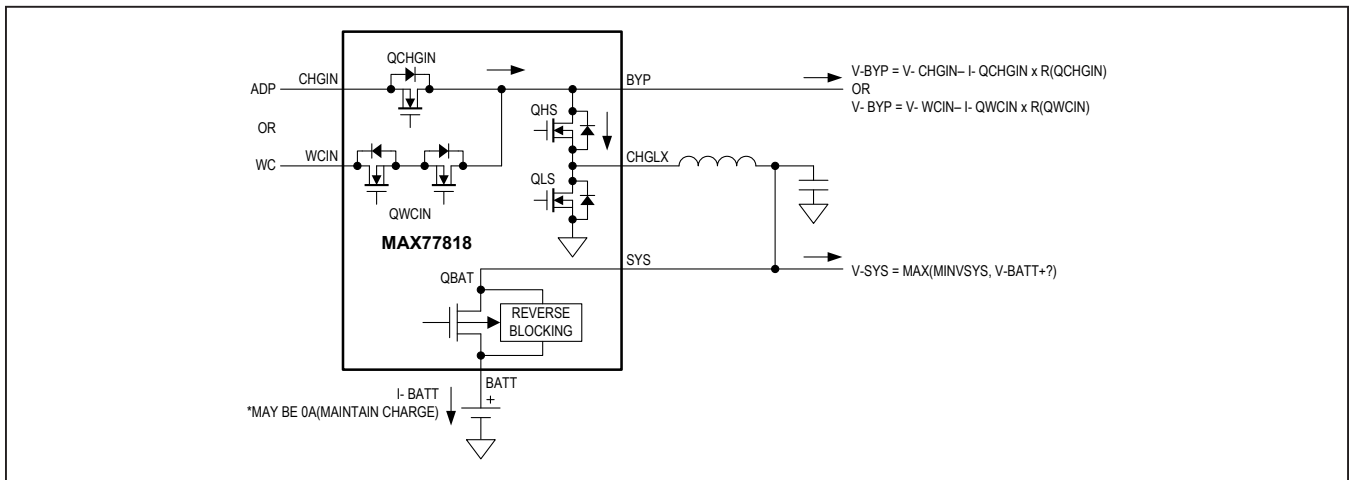 QCHGIN
CHGIN
ADP
BYP
V-BYP = V- CHGIN– I- QCHGIN x R(QCHGIN)
OR
V- BYP = V- WCIN– I- QWCIN x R(QWCIN)
OR
QHS
WCIN
WC
CHGLX
QLS
QWCIN
MAX77818
SYS
QBAT
V-SYS = MAX(MINVSYS, V-BATT+?)
REVERSE
BLOCKING
BATT
I- BATT
+
*MAY BE 0A(MAINTAIN CHARGE)